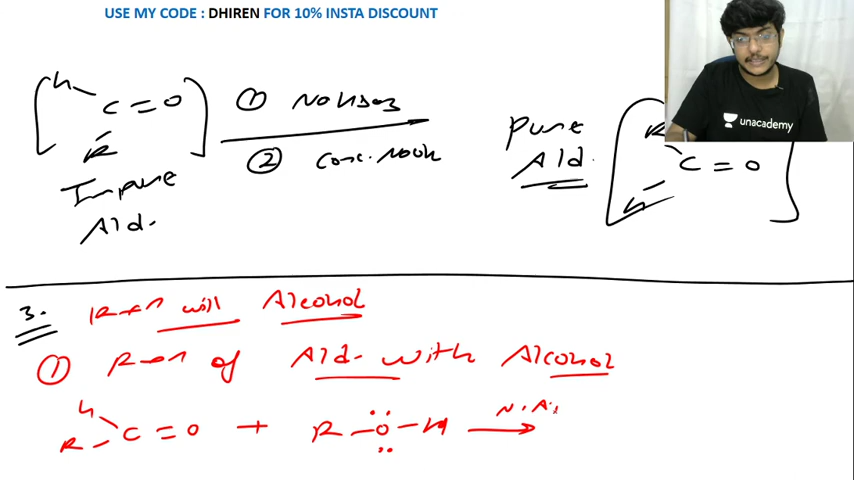 USE MY CODE : DHIREN FOR 10% INSTA DISCOUNT
H
C = O
R
Impure
Ald.
① NaHSO3
② Conc. NaOH
Pure
Ald.
R
C = O
H
unacademy
3. Rxn with Alcohol
① Rxn of Ald. with Alcohol
H
R - C = O + R - O - H
N.A.